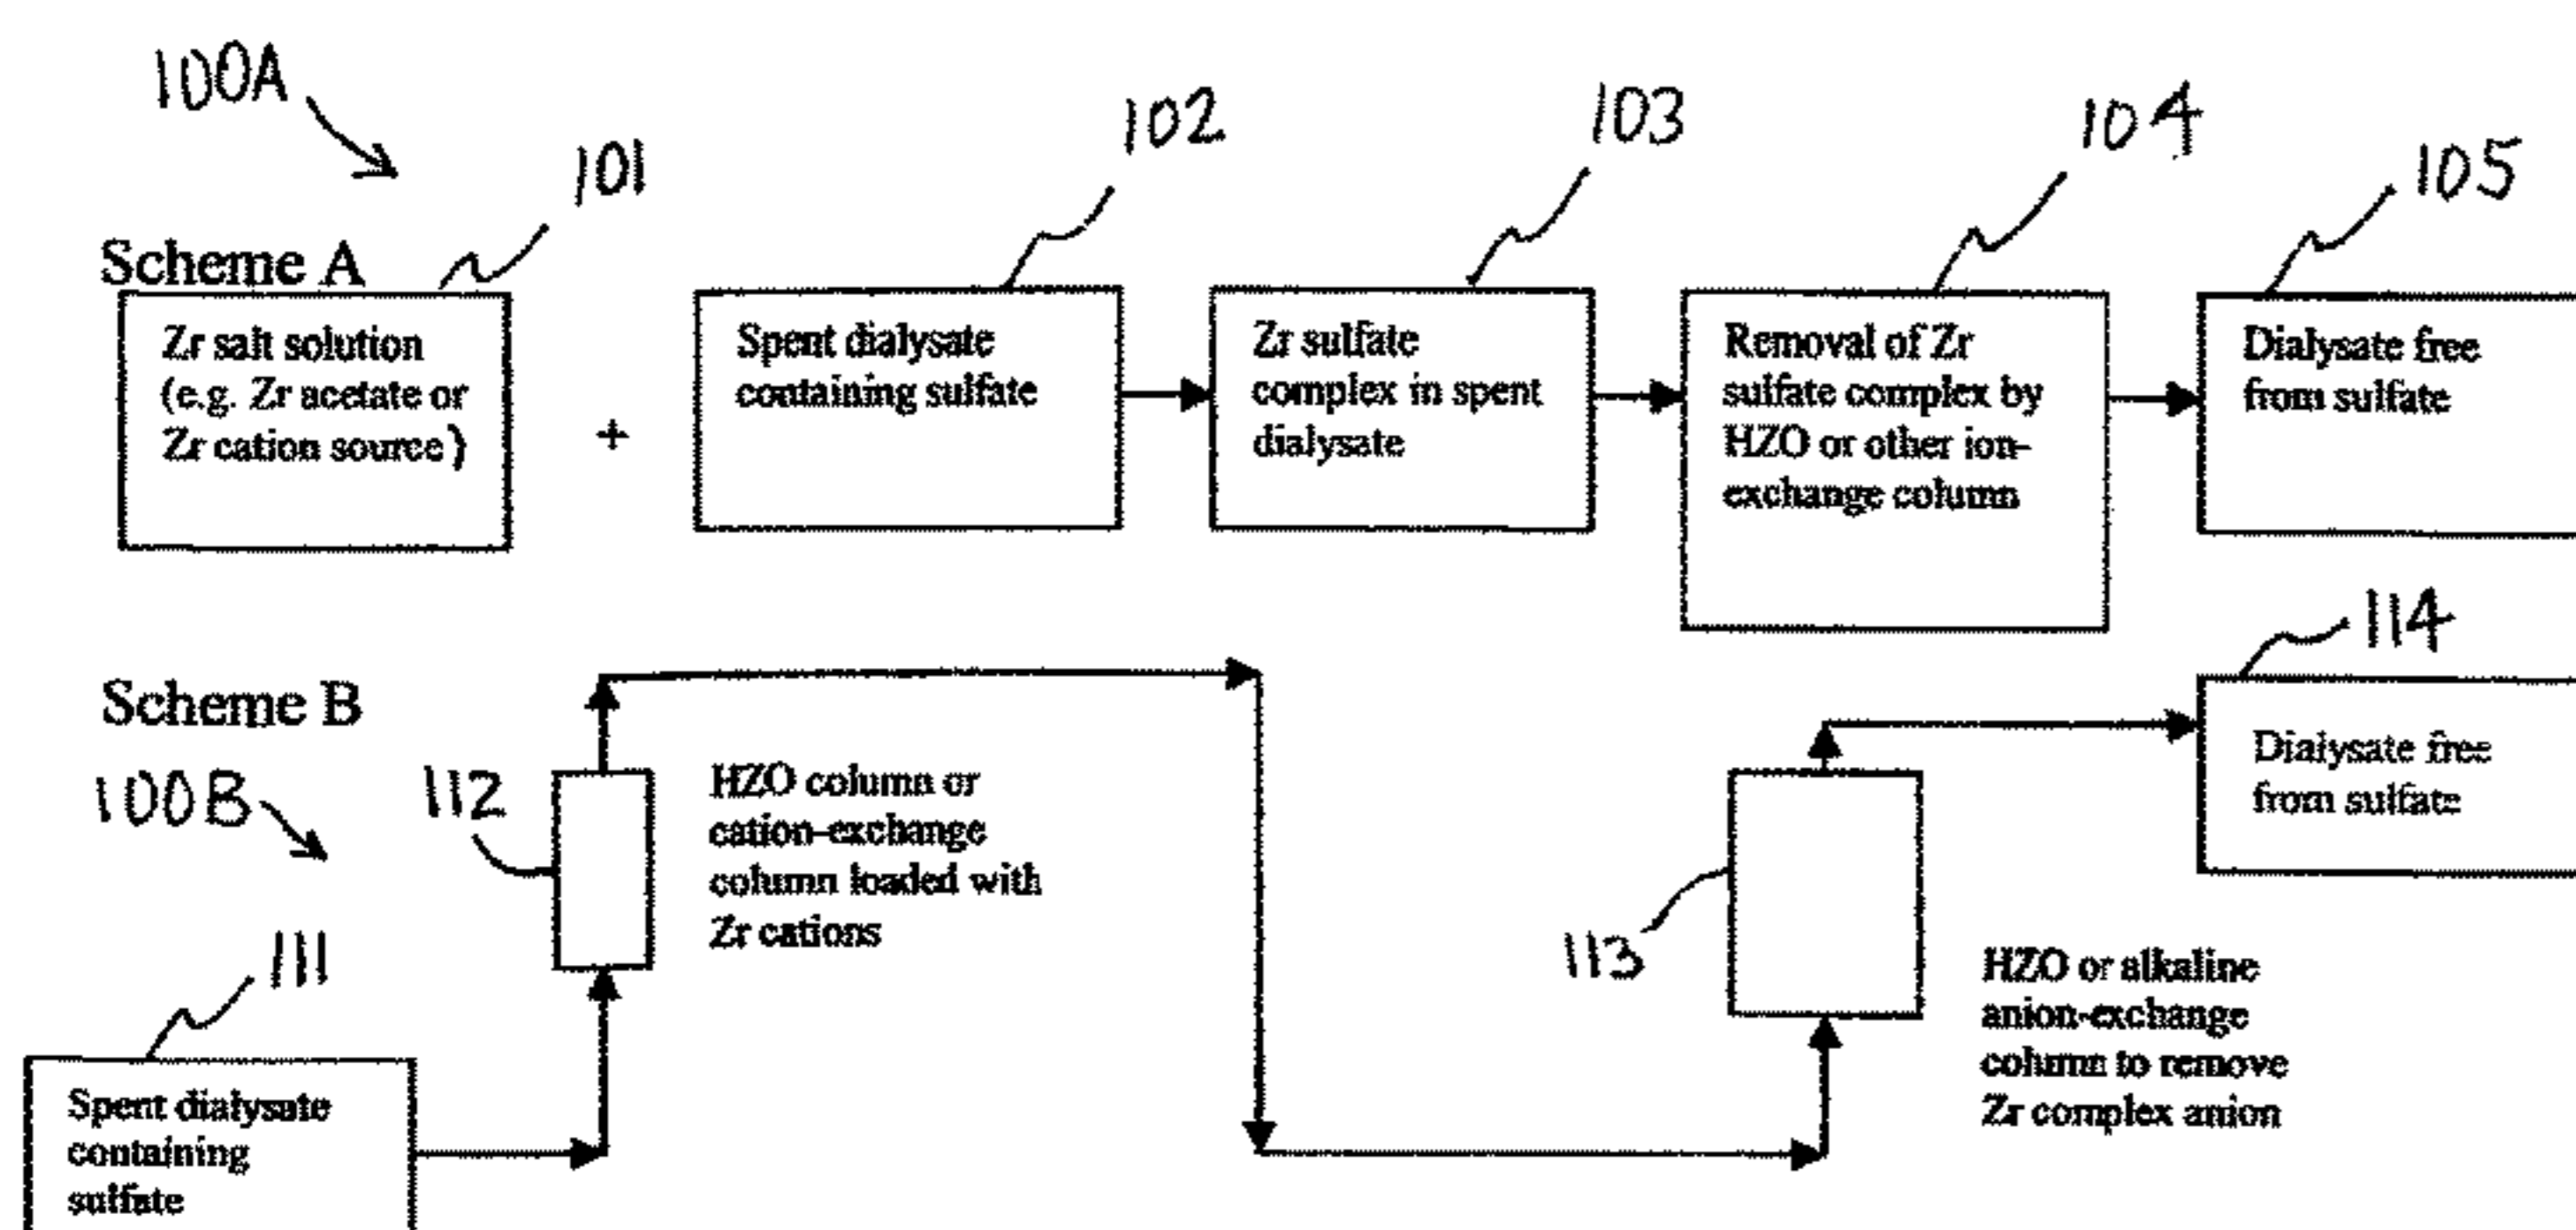 100A
101
102
103
104
105
Scheme A
Zr salt solution
(e.g. Zr acetate or
Zr cation source)
+
Spent dialysate
containing sulfate
Zr sulfate
complex in spent
dialysate
Removal of Zr
sulfate complex by
HZO or other ion-
exchange column
Dialysate free
from sulfate
Scheme B
100B
111
Spent dialysate
containing
sulfate
112
HZO column or
cation-exchange
column loaded with
Zr cations
113
HZO or alkaline
anion-exchange
column to remove
Zr complex anion
114
Dialysate free
from sulfate